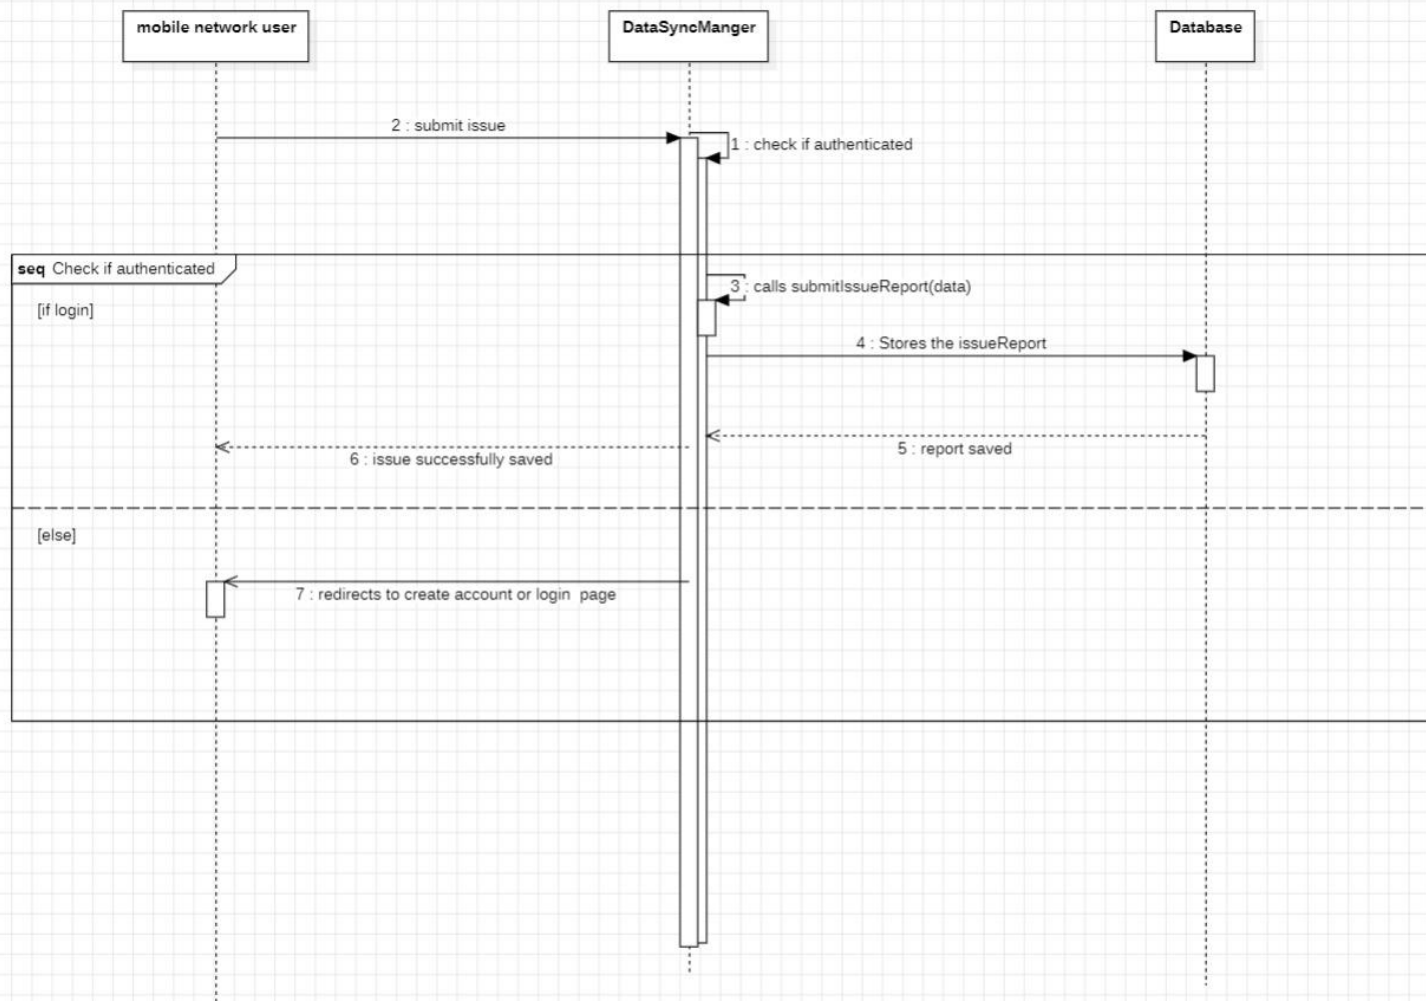 mobile network user
DataSyncManger
Database
2 : submit issue
1 : check if authenticated
seq Check if authenticated
3 : calls submitIssueReport(data)
[if login]
4 : Stores the issueReport
5 : report saved
6 : issue successfully saved
[else]
7 : redirects to create account or login page